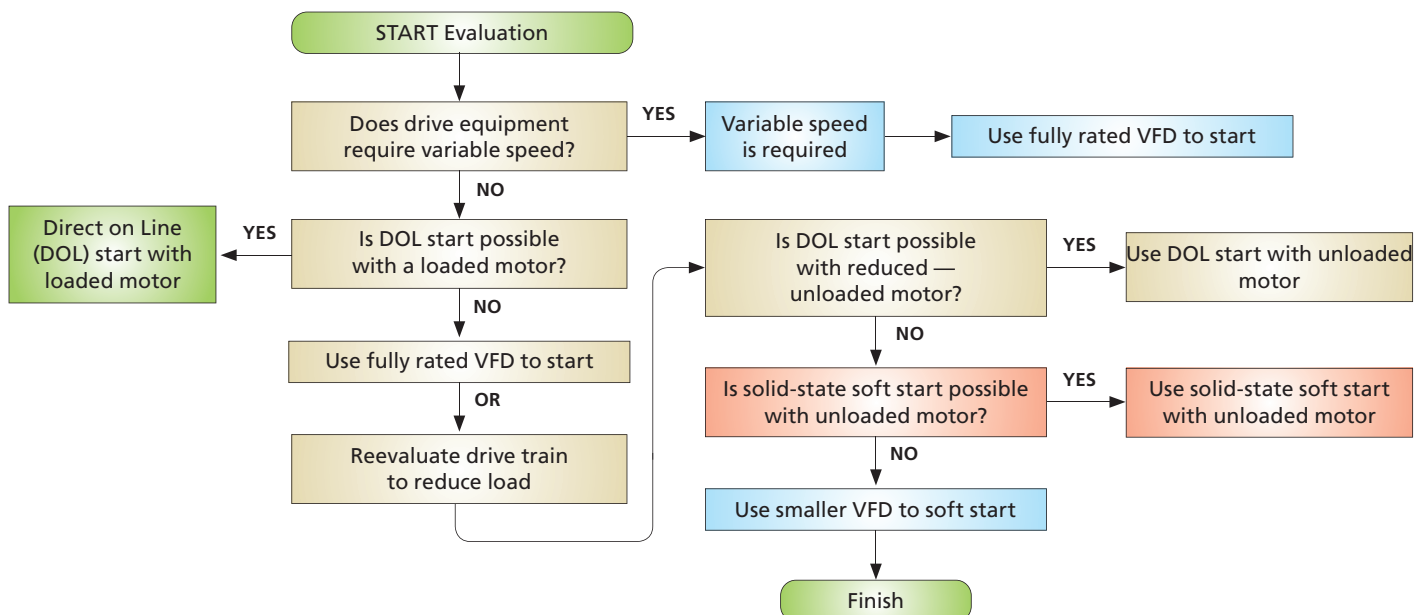 START Evaluation
Does drive equipment
require variable speed?
YES
Variable speed
is required
Use fully rated VFD to start
NO
Direct on Line
(DOL) start with
loaded motor
YES
Is DOL start possible
with a loaded motor?
NO
Use fully rated VFD to start
OR
Reevaluate drive train
to reduce load
Is DOL start possible
with reduced —
unloaded motor?
YES
Use DOL start with unloaded
motor
NO
Is solid-state soft start possible
with unloaded motor?
YES
Use solid-state soft start
with unloaded motor
NO
Use smaller VFD to soft start
Finish